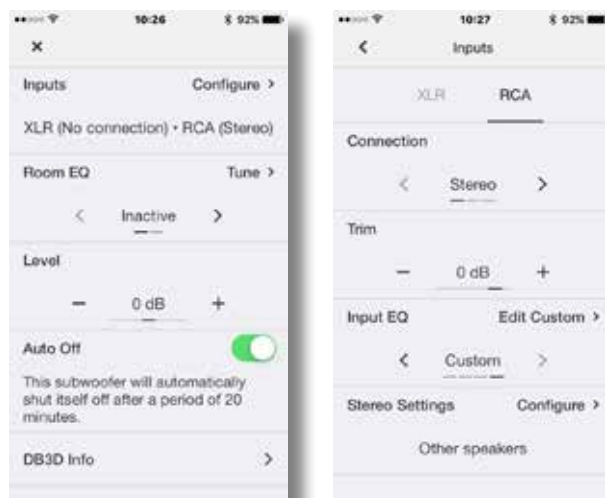 10:26
92%
×
Inputs Configure >
XLR (No connection) • RCA (Stereo)
Room EQ Tune >
< Inactive >
Level
− 0 dB +
Auto Off
This subwoofer will automatically
shut itself off after a period of 20
minutes.
DB3D Info >
10:27
92%
< Inputs
XLR RCA
Connection
< Stereo >
Trim
− 0 dB +
Input EQ Edit Custom >
< Custom >
Stereo Settings Configure >
Other speakers